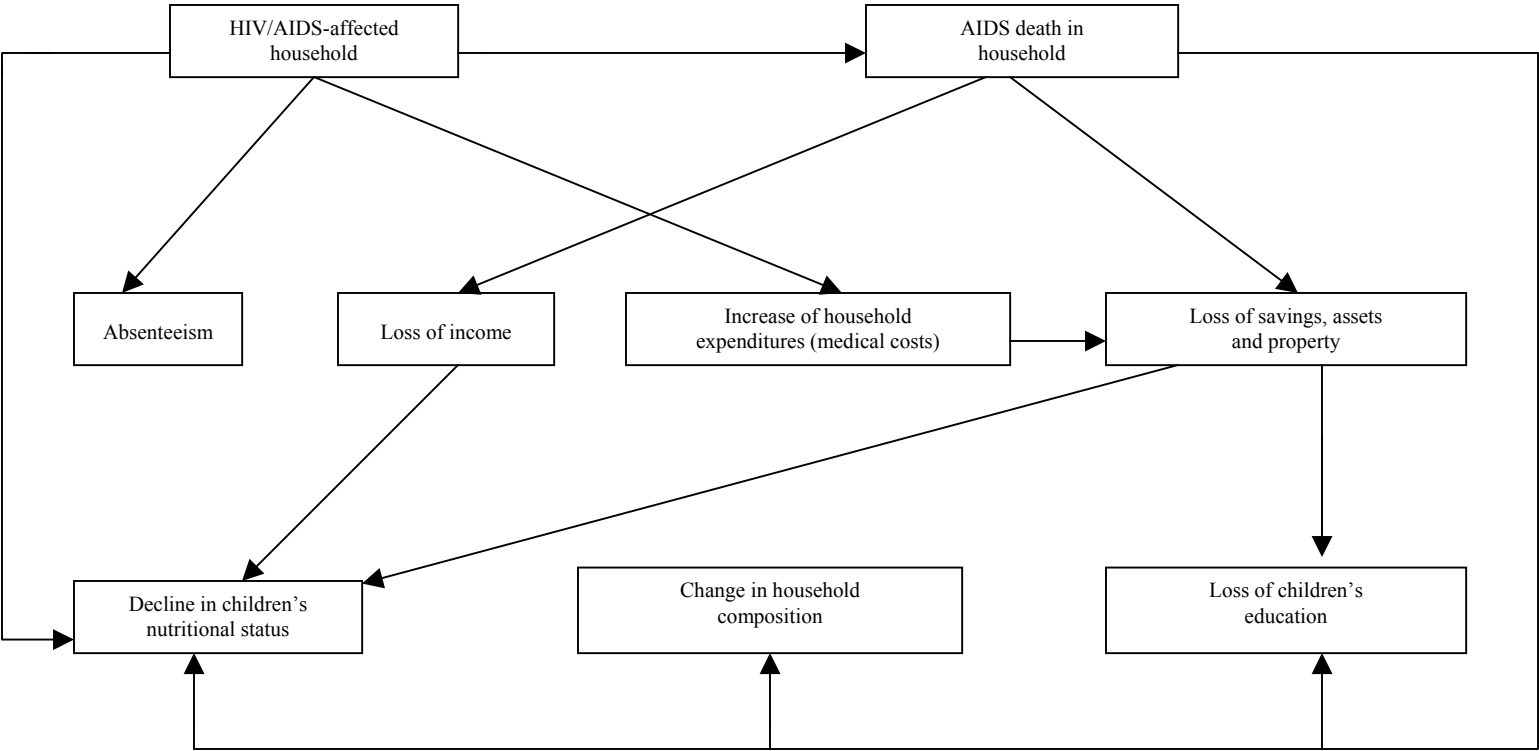 HIV/AIDS-affected
household
AIDS death in
household
Absenteeism
Loss of income
Increase of household
expenditures (medical costs)
Loss of savings, assets
and property
Decline in children’s
nutritional status
Change in household
composition
Loss of children’s
education